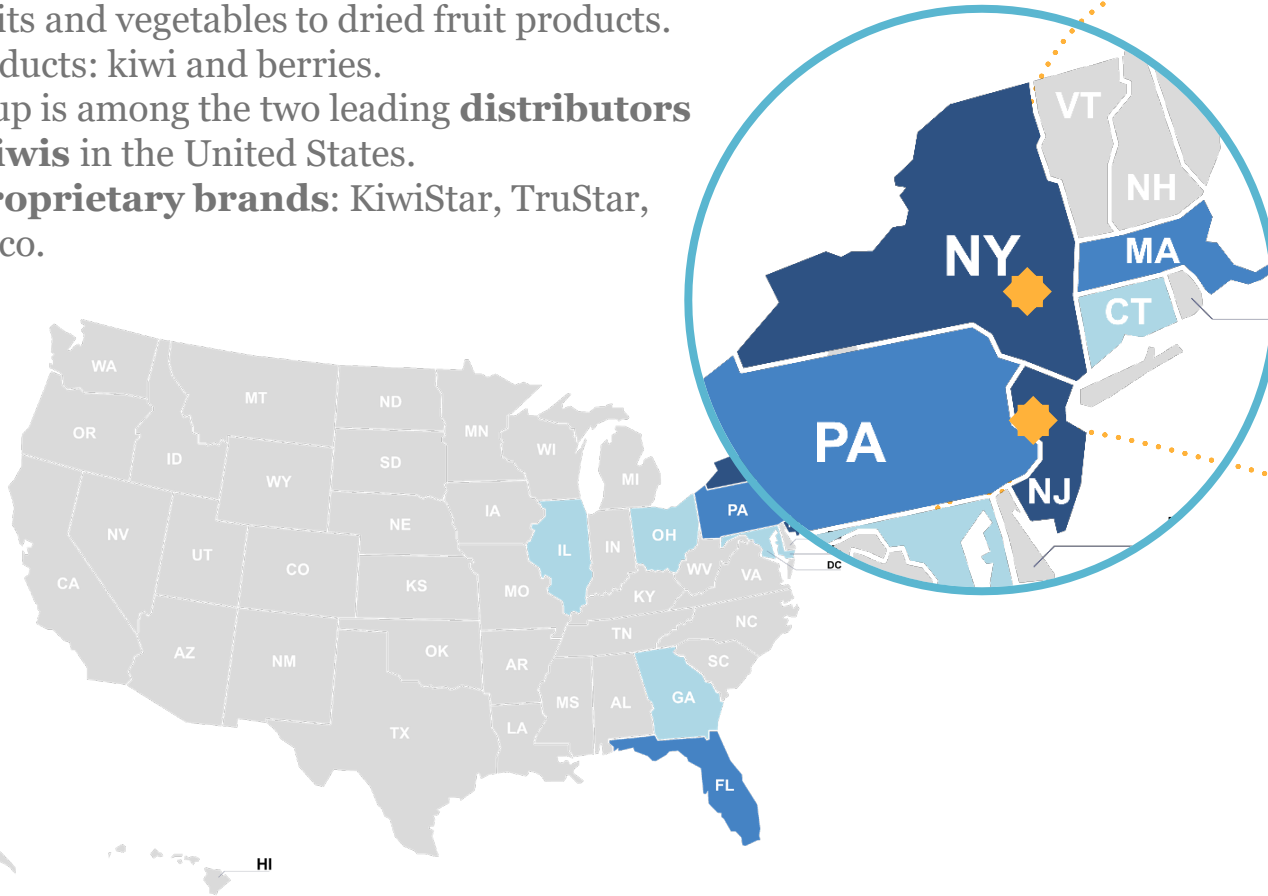 its and vegetables to dried fruit products.
ducts: kiwi and berries.
up is among the two leading distributors
iwis in the United States.
roprietary brands: KiwiStar, TruStar,
co.
VT
NH
NY
MA
CT
PA
NJ
WA
MT
ND
MN
OR
ID
SD
WI
MI
WY
IA
PA
NE
NV
UT
IL
IN
OH
CO
DC
CA
KS
MO
WV
VA
KY
NC
TN
AZ
NM
OK
AR
SC
MS
AL
GA
LA
TX
FL
HI